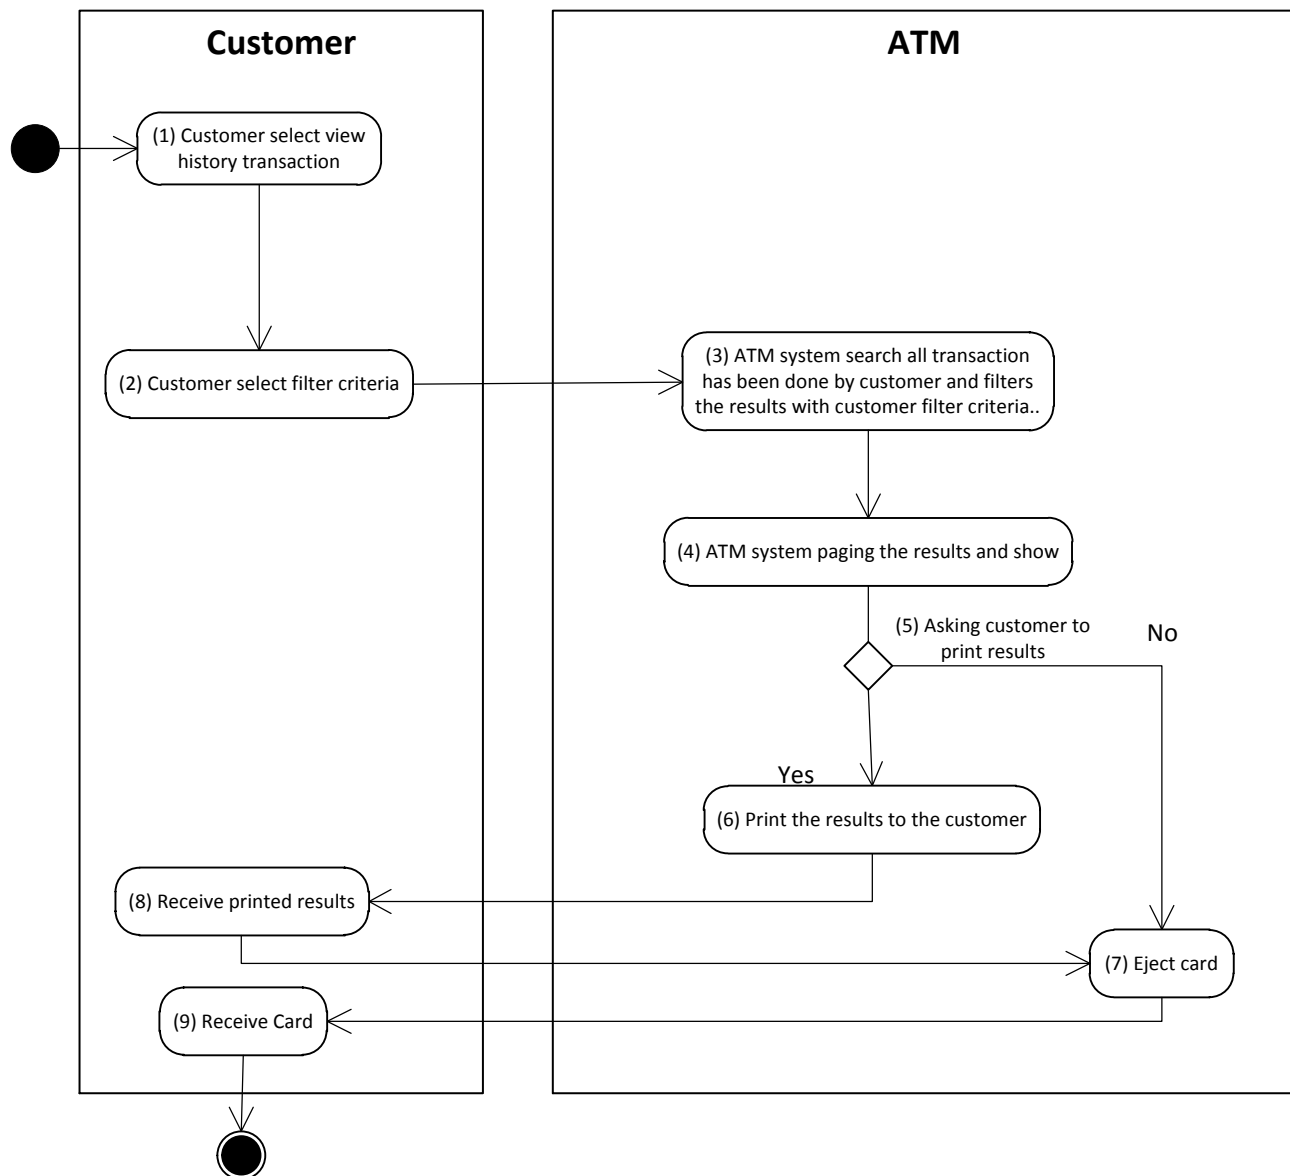 Customer
ATM
(1) Customer select view
history transaction
(2) Customer select filter criteria
(3) ATM system search all transaction
has been done by customer and filters
the results with customer filter criteria..
(4) ATM system paging the results and show
(5) Asking customer to
print results
No
Yes
(6) Print the results to the customer
(8) Receive printed results
(7) Eject card
(9) Receive Card